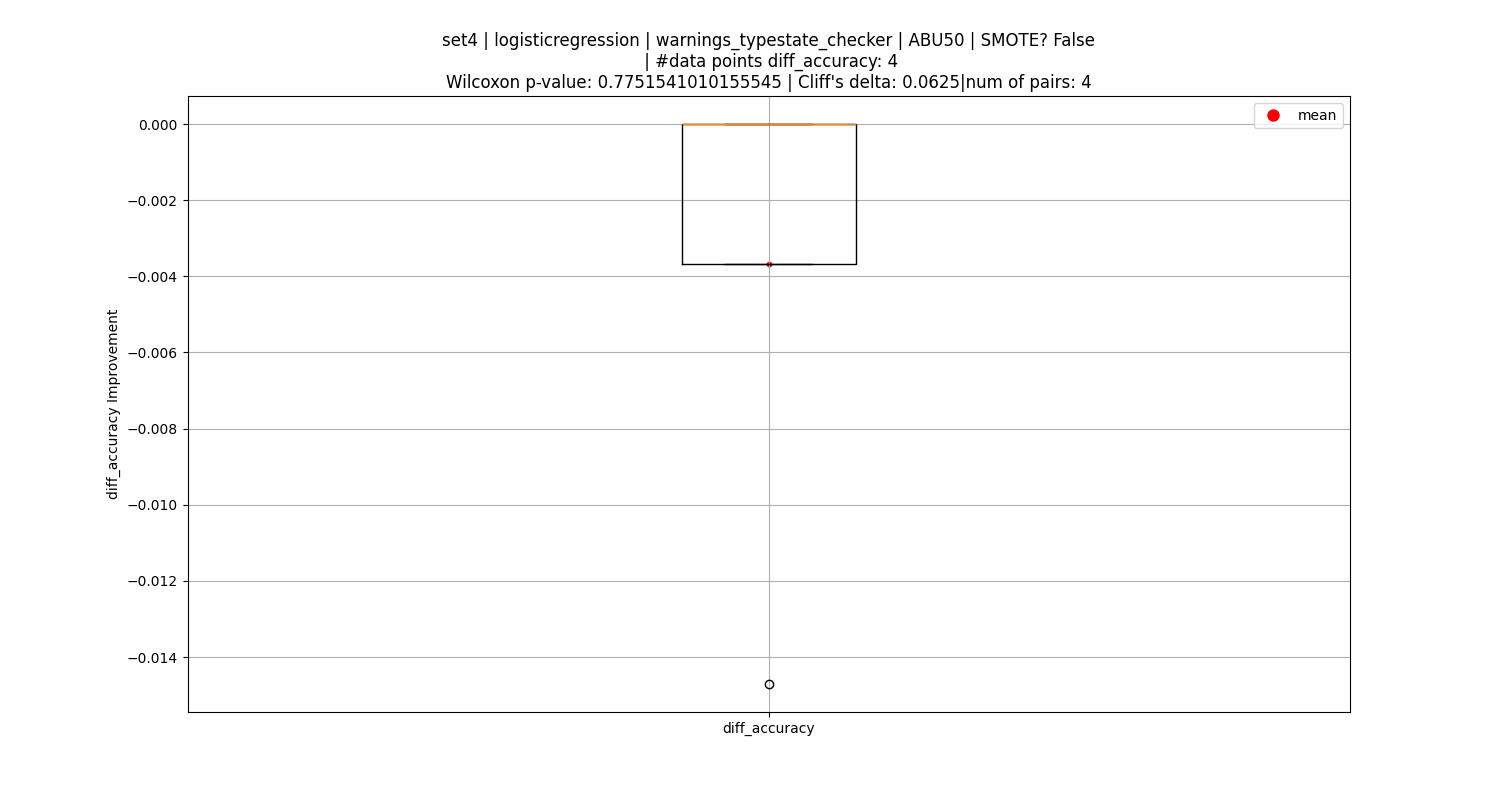 set4 | logisticregression | warnings_typestate_checker | ABU50 | SMOTE? False
| #data points diff_accuracy: 4
Wilcoxon p-value: 0.7751541010155545 | Cliff's delta: 0.0625|num of pairs: 4
mean
0.000
−0.002
−0.004
−0.006
−0.008
−0.010
−0.012
−0.014
diff_accuracy Improvement
diff_accuracy